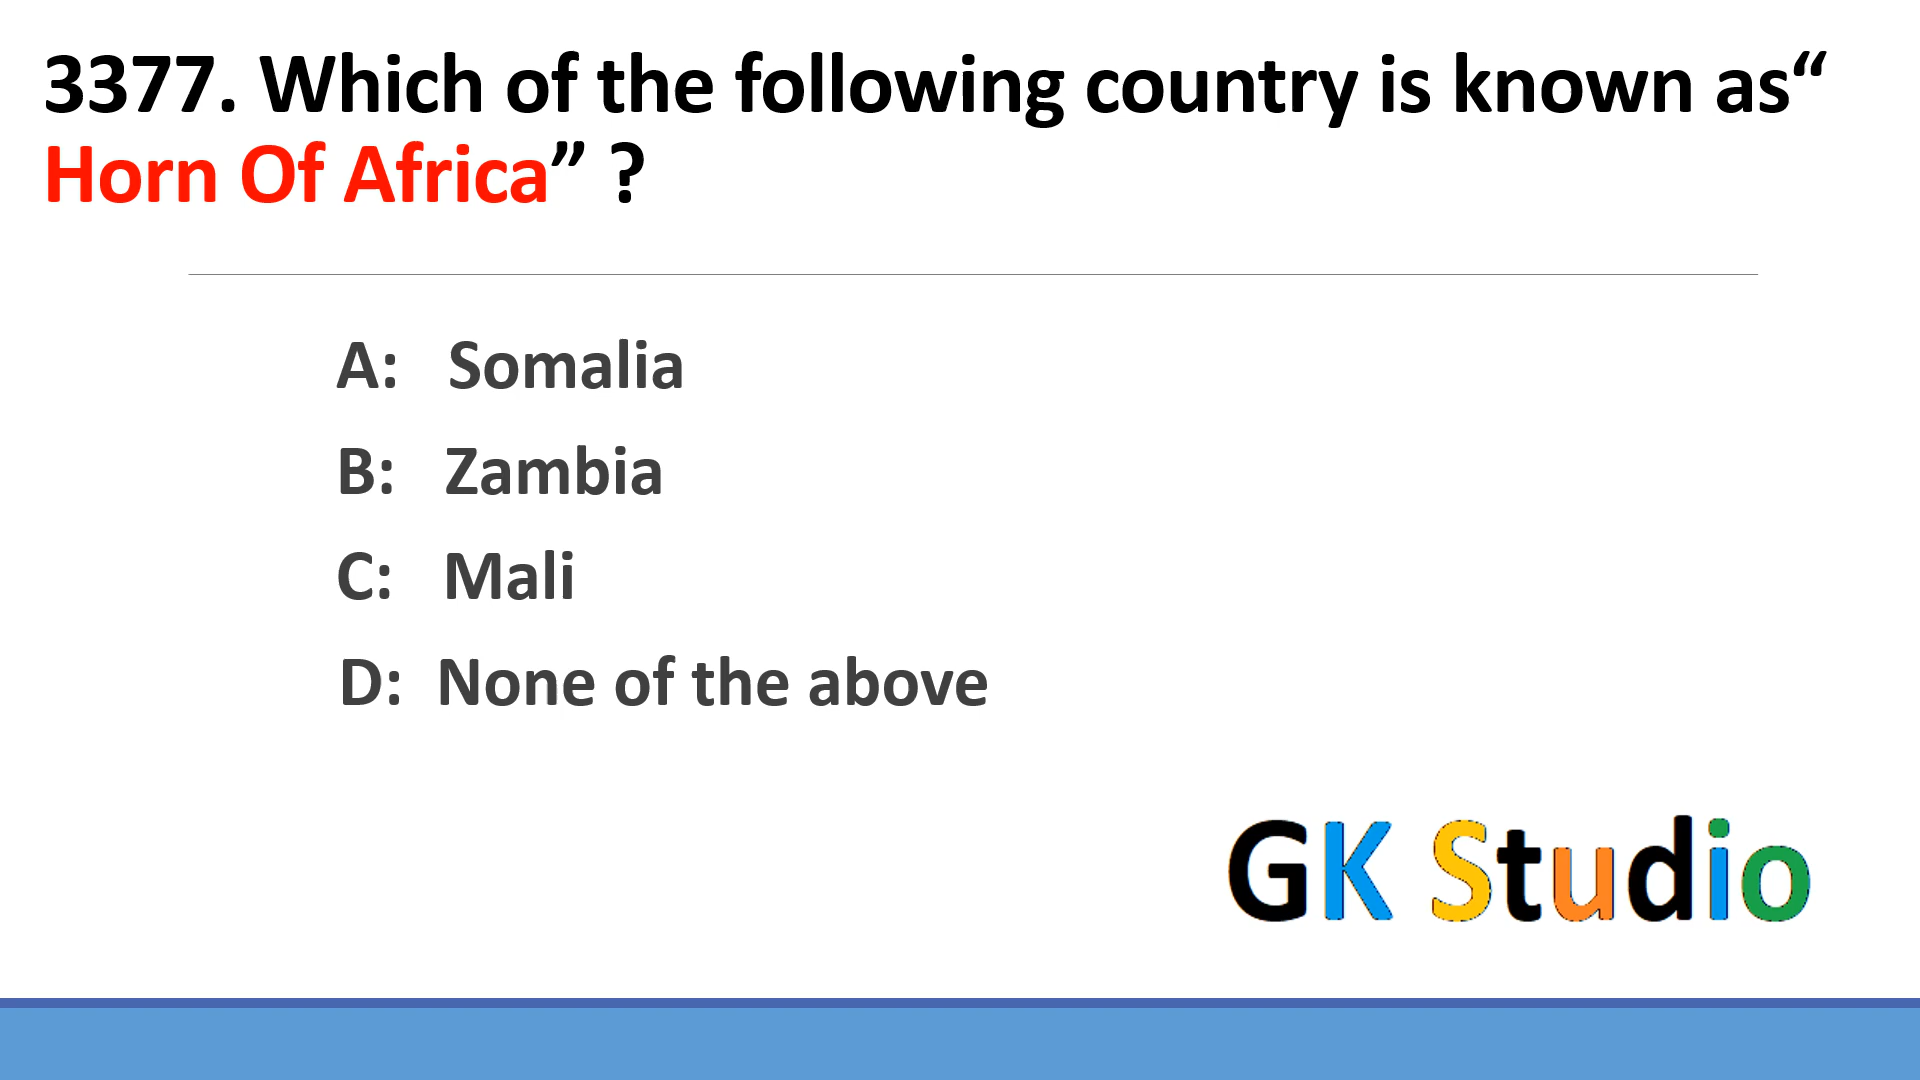 3377. Which of the following country is known as“
Horn Of Africa” ?
A: Somalia
B: Zambia
C: Mali
D: None of the above
GK Studio